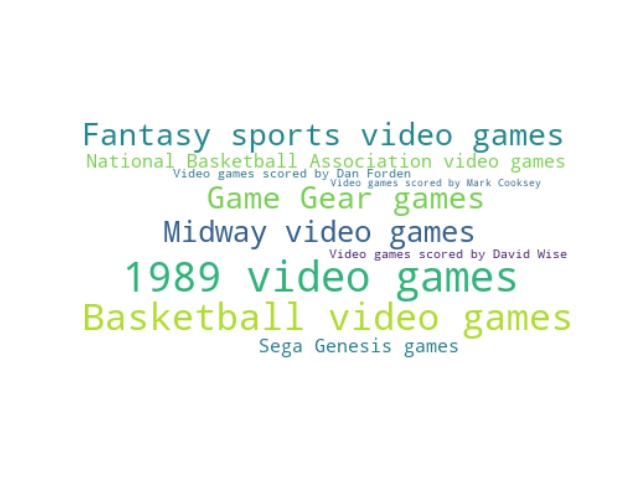 Fantasy sports video games
National Basketball Association video games
Video games scored by Dan Forden
Video games scored by Mark Cooksey
Game Gear games
Midway video games
Video games scored by David Wise
1989 video games
Basketball video games
Sega Genesis games